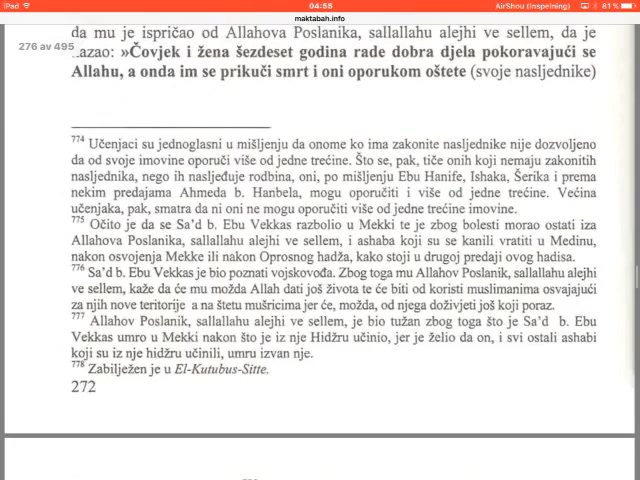 iPad
04:55
AirShou (Inspelning)
81 %
maktabah.info
276 av 495
da mu je ispričao od Allahova Poslanika, sallallahu alejhi ve sellem, da je
kazao: »Čovjek i žena šezdeset godina rade dobra djela pokoravajući se
Allahu, a onda im se prikuči smrt i oni oporukom oštete (svoje nasljednike)
774 Učenjaci su jednoglasni u mišljenju da onome ko ima zakonite nasljednike nije dozvoljeno
da od svoje imovine oporuči više od jedne trećine. Što se, pak, tiče onih koji nemaju zakonitih
nasljednika, nego ih nasljeđuje rodbina, oni, po mišljenju Ebu Hanife, Ishaka, Šerika i prema
nekim predajama Ahmeda b. Hanbela, mogu oporučiti i više od jedne trećine. Većina
učenjaka, pak, smatra da ni oni ne mogu oporučiti više od jedne trećine imovine.
775 Očito je da se Sa'd b. Ebu Vekkas razbolio u Mekki te je zbog bolesti morao ostati iza
Allahova Poslanika, sallallahu alejhi ve sellem, i ashaba koji su se kanili vratiti u Medinu,
nakon osvojenja Mekke ili nakon Oprosnog hadža, kako stoji u drugoj predaji ovog hadisa.
776 Sa'd b. Ebu Vekkas je bio poznati vojskovođa. Zbog toga mu Allahov Poslanik, sallallahu alejhi
ve sellem, kaže da će mu možda Allah dati još života te će biti od koristi muslimanima osvajajući
za njih nove teritorije a na štetu mušricima jer će, možda, od njega doživjeti još koji poraz.
777 Allahov Poslanik, sallallahu alejhi ve sellem, je bio tužan zbog toga što je Sa'd b. Ebu
Vekkas umro u Mekki nakon što je iz nje Hidžru učinio, jer je želio da on, i svi ostali ashabi
koji su iz nje hidžru učinili, umru izvan nje.
778 Zabilježen je u El-Kutubus-Sitte.
272